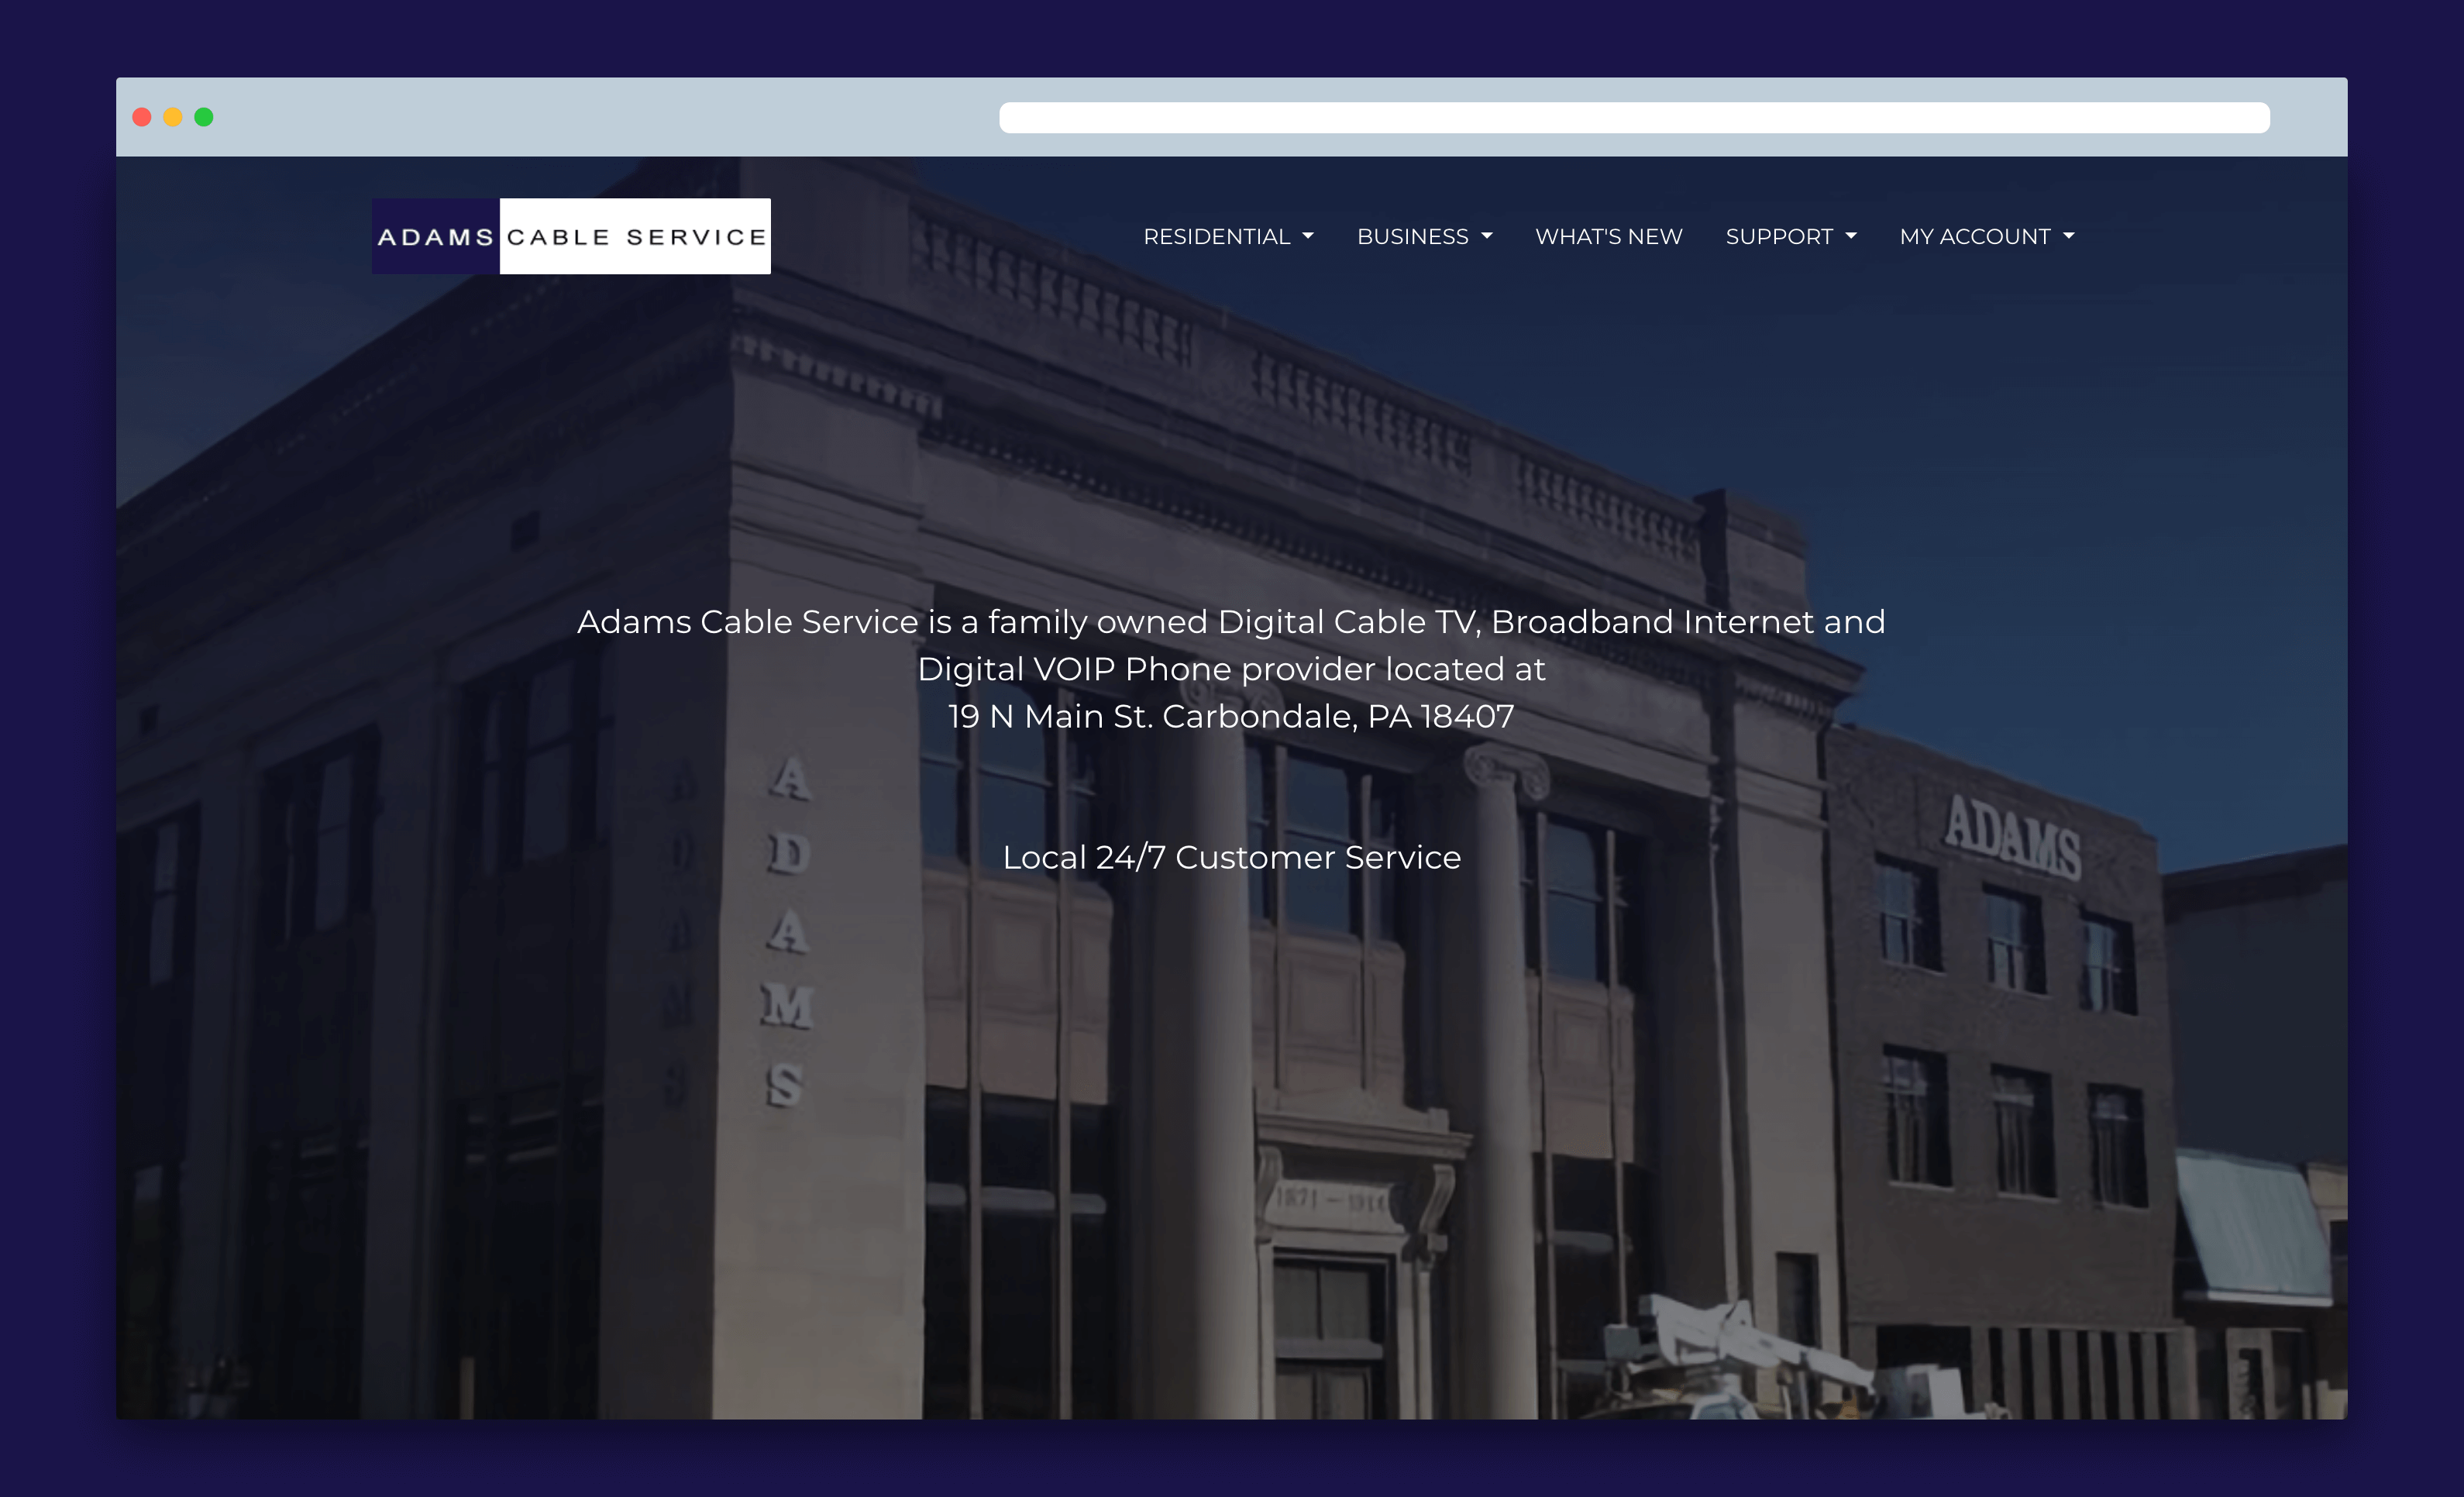 ADAMS CABLE SERVICE
RESIDENTIAL BUSINESS WHAT'S NEW SUPPORT MY ACCOUNT
Adams Cable Service is a family owned Digital Cable TV, Broadband Internet and
Digital VOIP Phone provider located at
19 N Main St. Carbondale, PA 18407
Local 24/7 Customer Service
ADAMS
ADAMS
ADAMS